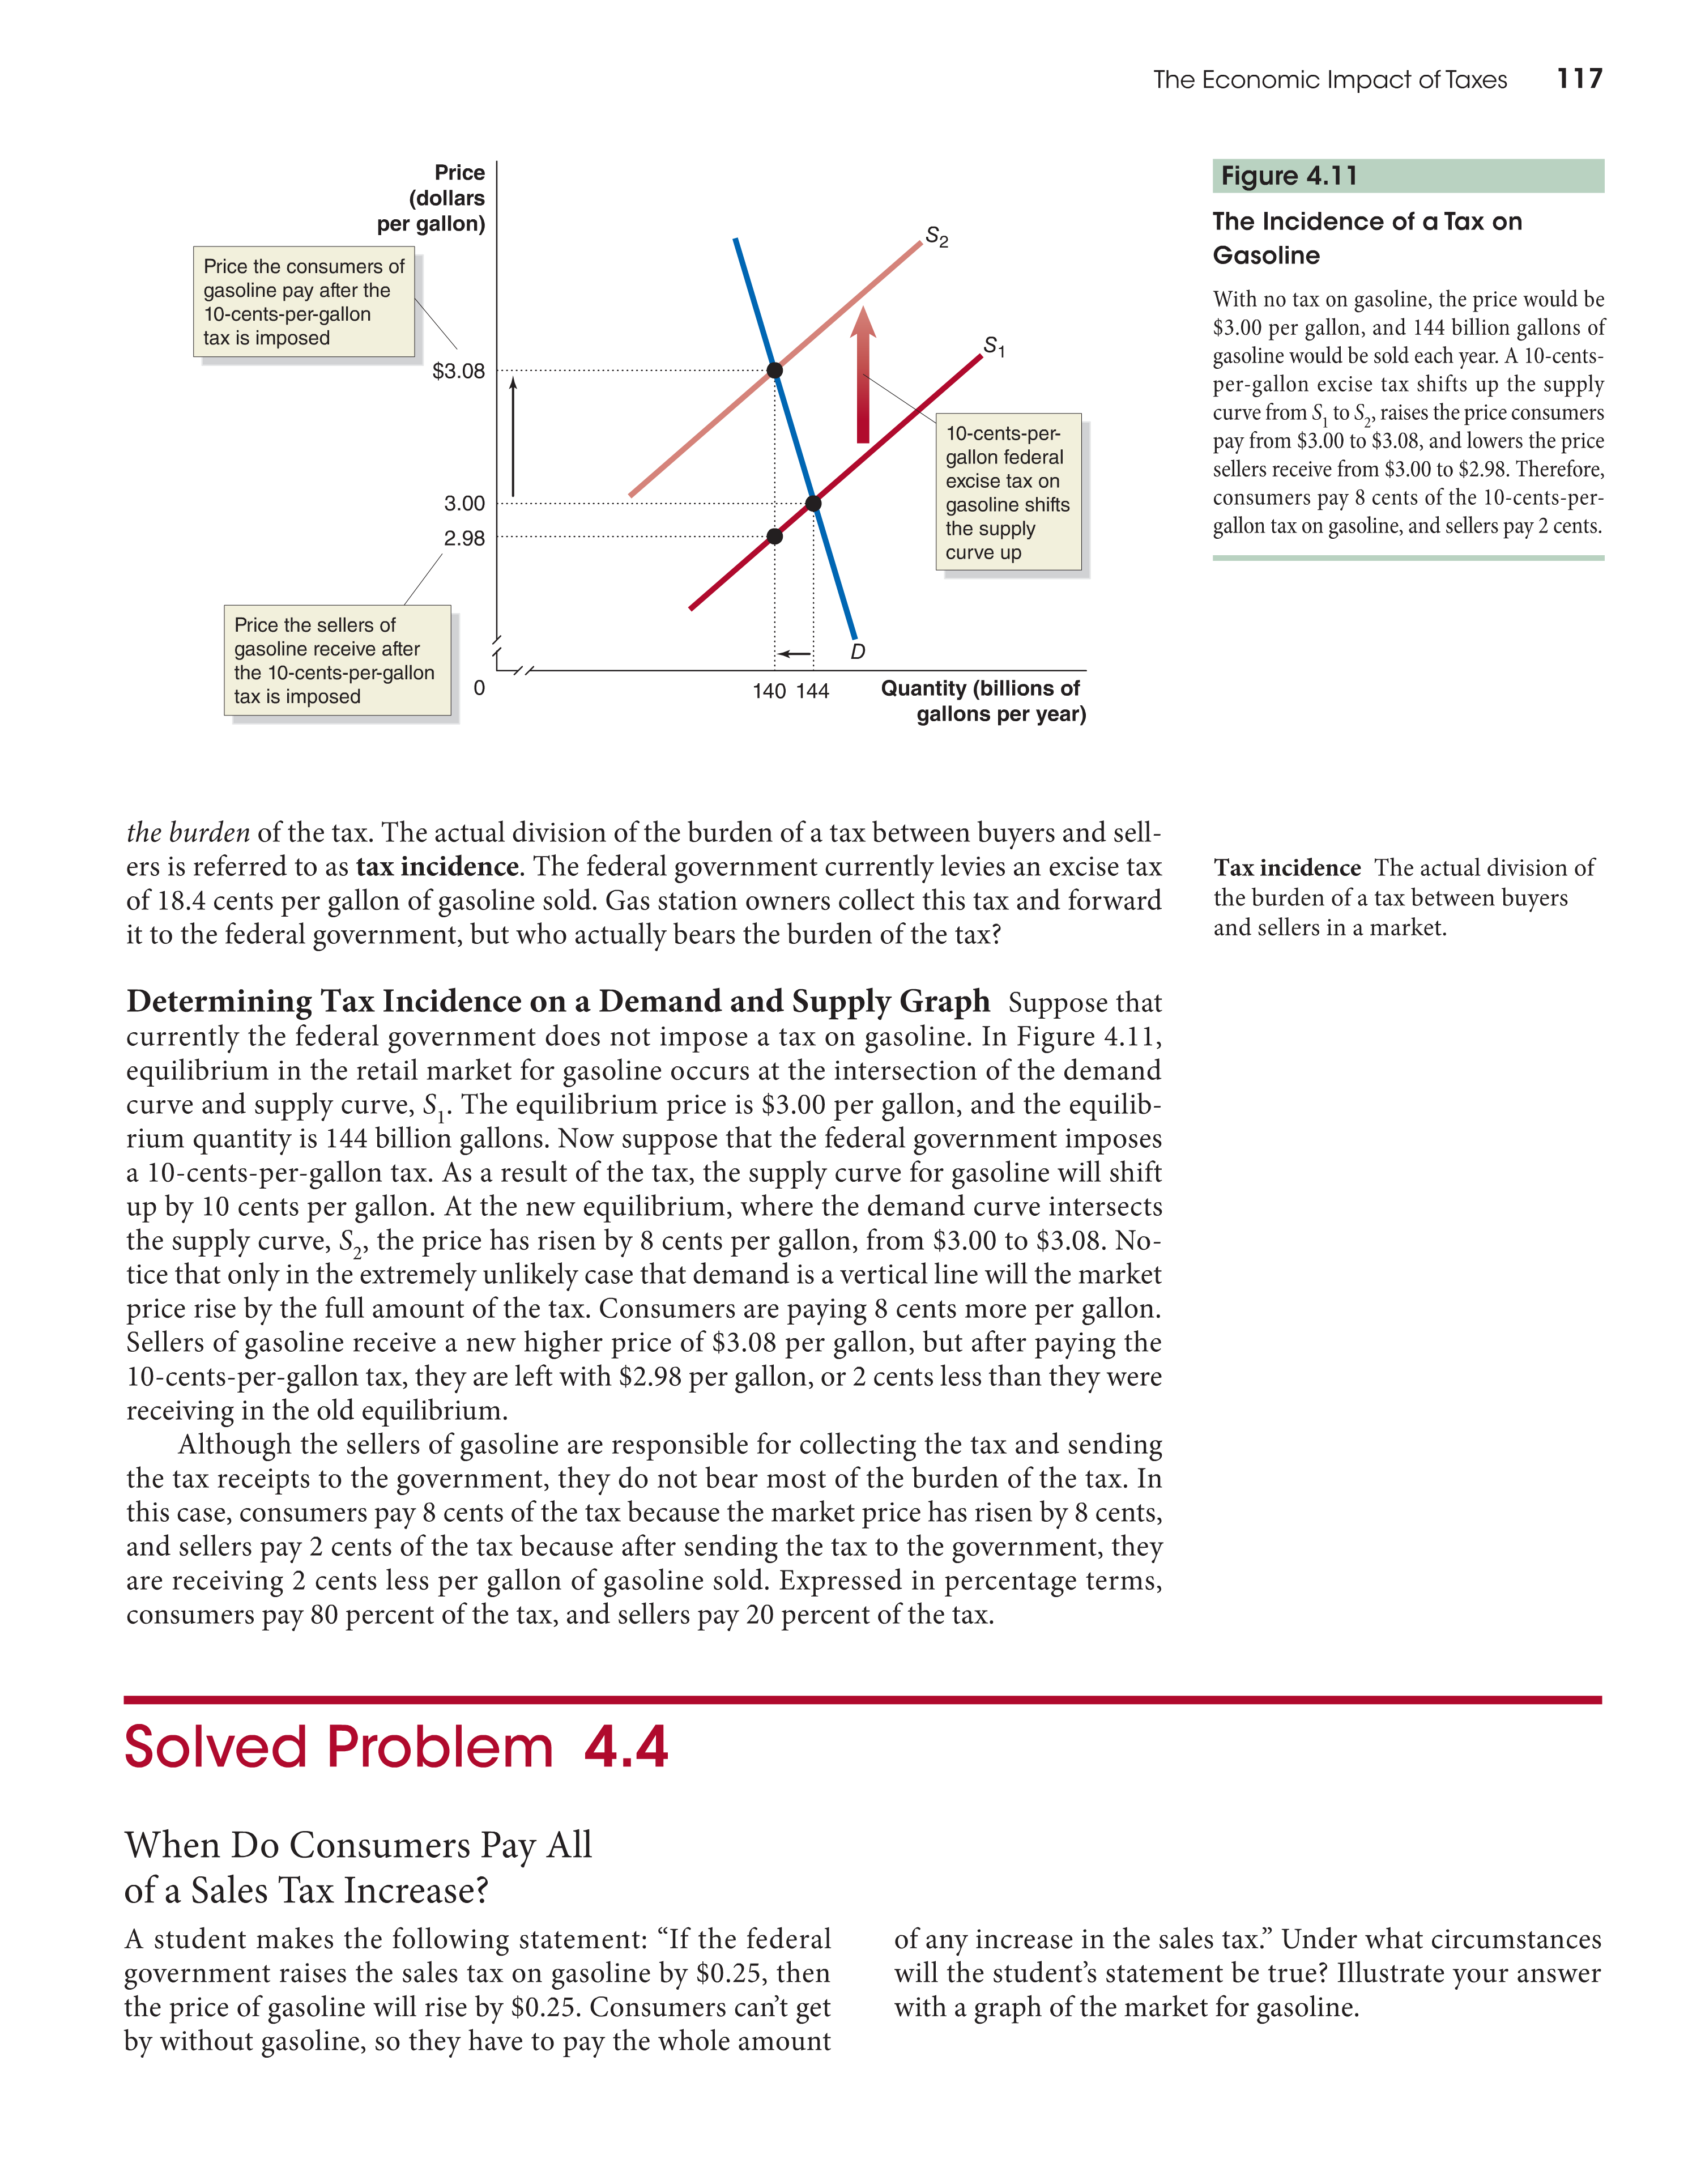 The Economic Impact of Taxes 117
Price
(dollars
per gallon)
Price the consumers of
gasoline pay after the
10-cents-per-gallon
tax is imposed
$3.08
3.00
2.98
Price the sellers of
gasoline receive after
the 10-cents-per-gallon
tax is imposed
0
S2
S1
10-cents-per-
gallon federal
excise tax on
gasoline shifts
the supply
curve up
D
140 144
Quantity (billions of
gallons per year)
Figure 4.11
The Incidence of a Tax on
Gasoline
With no tax on gasoline, the price would be
$3.00 per gallon, and 144 billion gallons of
gasoline would be sold each year. A 10-cents-
per-gallon excise tax shifts up the supply
curve from S1 to S2, raises the price consumers
pay from $3.00 to $3.08, and lowers the price
sellers receive from $3.00 to $2.98. Therefore,
consumers pay 8 cents of the 10-cents-per-
gallon tax on gasoline, and sellers pay 2 cents.
the burden of the tax. The actual division of the burden of a tax between buyers and sell-
ers is referred to as tax incidence. The federal government currently levies an excise tax
of 18.4 cents per gallon of gasoline sold. Gas station owners collect this tax and forward
it to the federal government, but who actually bears the burden of the tax?
Tax incidence The actual division of
the burden of a tax between buyers
and sellers in a market.
Determining Tax Incidence on a Demand and Supply Graph Suppose that
currently the federal government does not impose a tax on gasoline. In Figure 4.11,
equilibrium in the retail market for gasoline occurs at the intersection of the demand
curve and supply curve, S1. The equilibrium price is $3.00 per gallon, and the equilib-
rium quantity is 144 billion gallons. Now suppose that the federal government imposes
a 10-cents-per-gallon tax. As a result of the tax, the supply curve for gasoline will shift
up by 10 cents per gallon. At the new equilibrium, where the demand curve intersects
the supply curve, S2, the price has risen by 8 cents per gallon, from $3.00 to $3.08. No-
tice that only in the extremely unlikely case that demand is a vertical line will the market
price rise by the full amount of the tax. Consumers are paying 8 cents more per gallon.
Sellers of gasoline receive a new higher price of $3.08 per gallon, but after paying the
10-cents-per-gallon tax, they are left with $2.98 per gallon, or 2 cents less than they were
receiving in the old equilibrium.
Although the sellers of gasoline are responsible for collecting the tax and sending
the tax receipts to the government, they do not bear most of the burden of the tax. In
this case, consumers pay 8 cents of the tax because the market price has risen by 8 cents,
and sellers pay 2 cents of the tax because after sending the tax to the government, they
are receiving 2 cents less per gallon of gasoline sold. Expressed in percentage terms,
consumers pay 80 percent of the tax, and sellers pay 20 percent of the tax.
Solved Problem 4.4
When Do Consumers Pay All
of a Sales Tax Increase?
A student makes the following statement: “If the federal
government raises the sales tax on gasoline by $0.25, then
the price of gasoline will rise by $0.25. Consumers can’t get
by without gasoline, so they have to pay the whole amount
of any increase in the sales tax.” Under what circumstances
will the student’s statement be true? Illustrate your answer
with a graph of the market for gasoline.